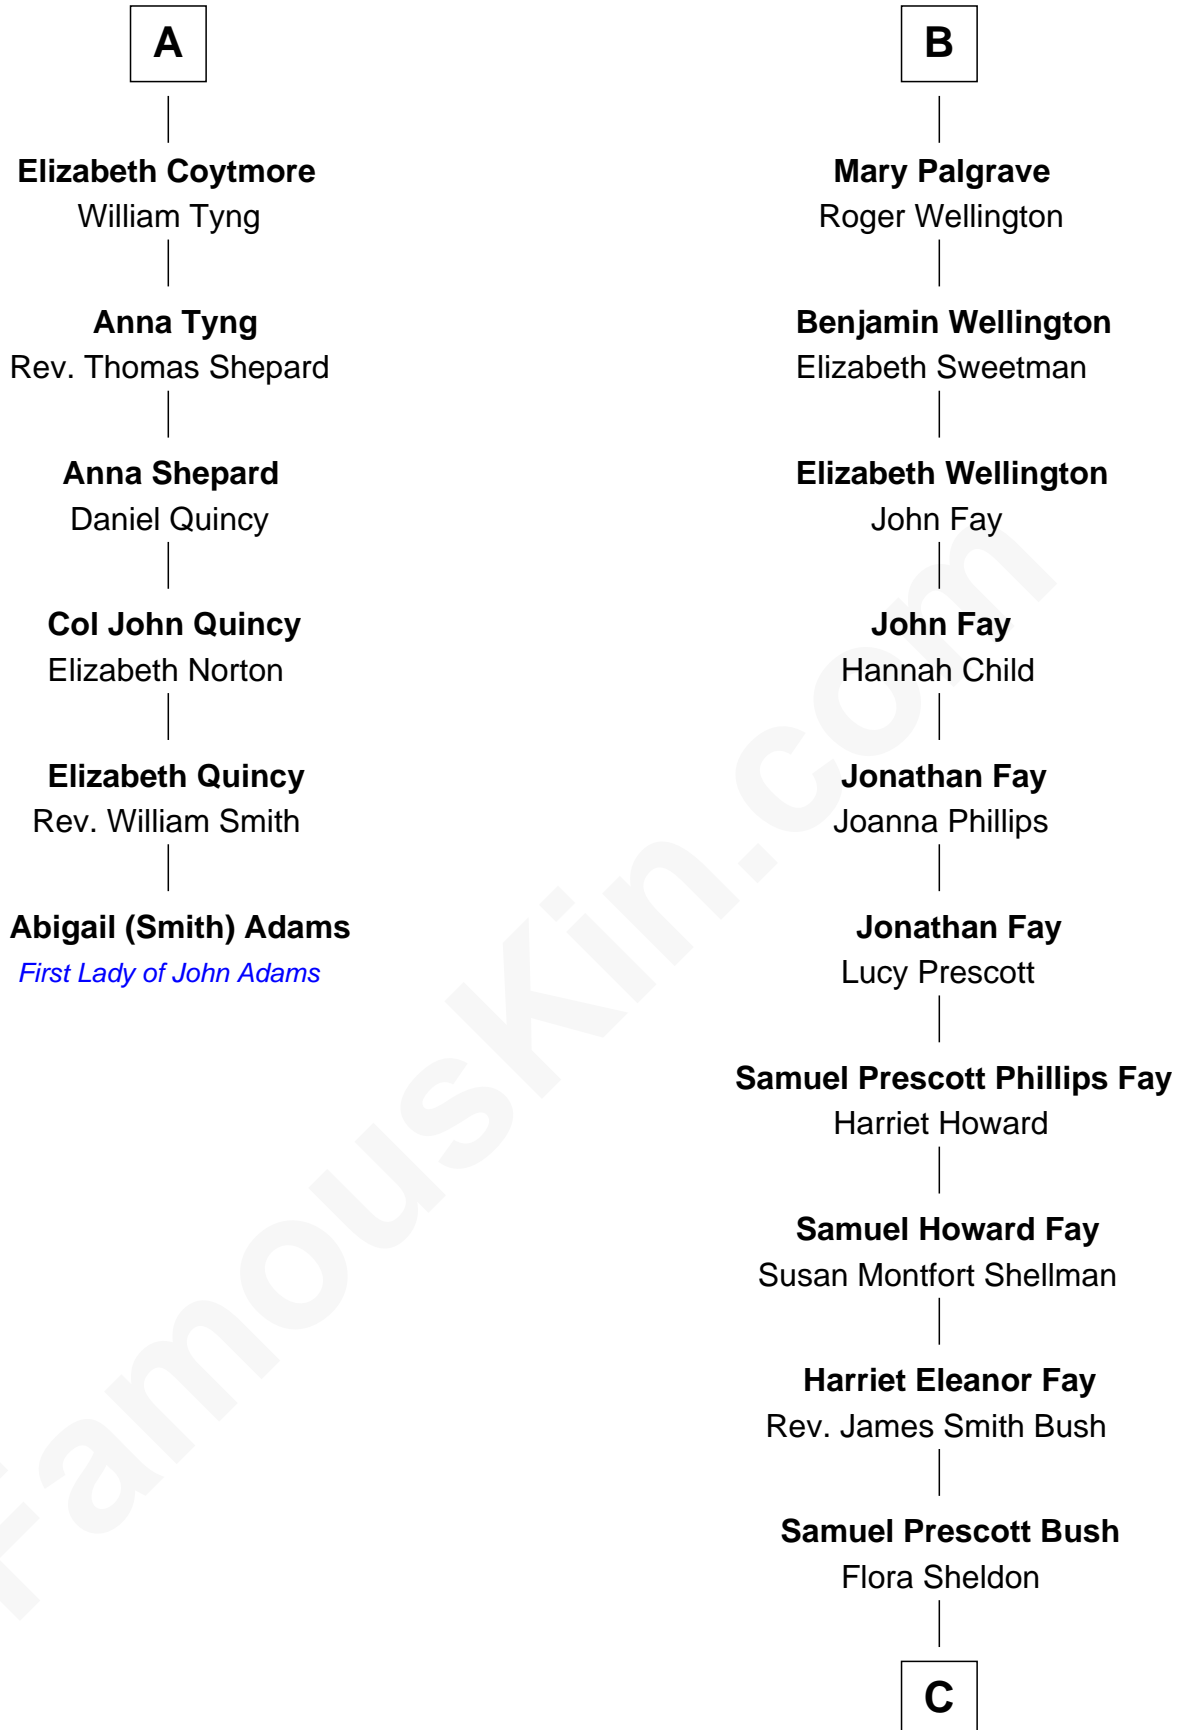 A
Elizabeth Coytmore
William Tyng
Anna Tyng
Rev. Thomas Shepard
Anna Shepard
Daniel Quincy
Col John Quincy
Elizabeth Norton
Elizabeth Quincy
Rev. William Smith
Abigail (Smith) Adams
First Lady of John Adams
B
Mary Palgrave
Roger Wellington
Benjamin Wellington
Elizabeth Sweetman
Elizabeth Wellington
John Fay
John Fay
Hannah Child
Jonathan Fay
Joanna Phillips
Jonathan Fay
Lucy Prescott
Samuel Prescott Phillips Fay
Harriet Howard
Samuel Howard Fay
Susan Montfort Shellman
Harriet Eleanor Fay
Rev. James Smith Bush
Samuel Prescott Bush
Flora Sheldon
C
FamousKin.com